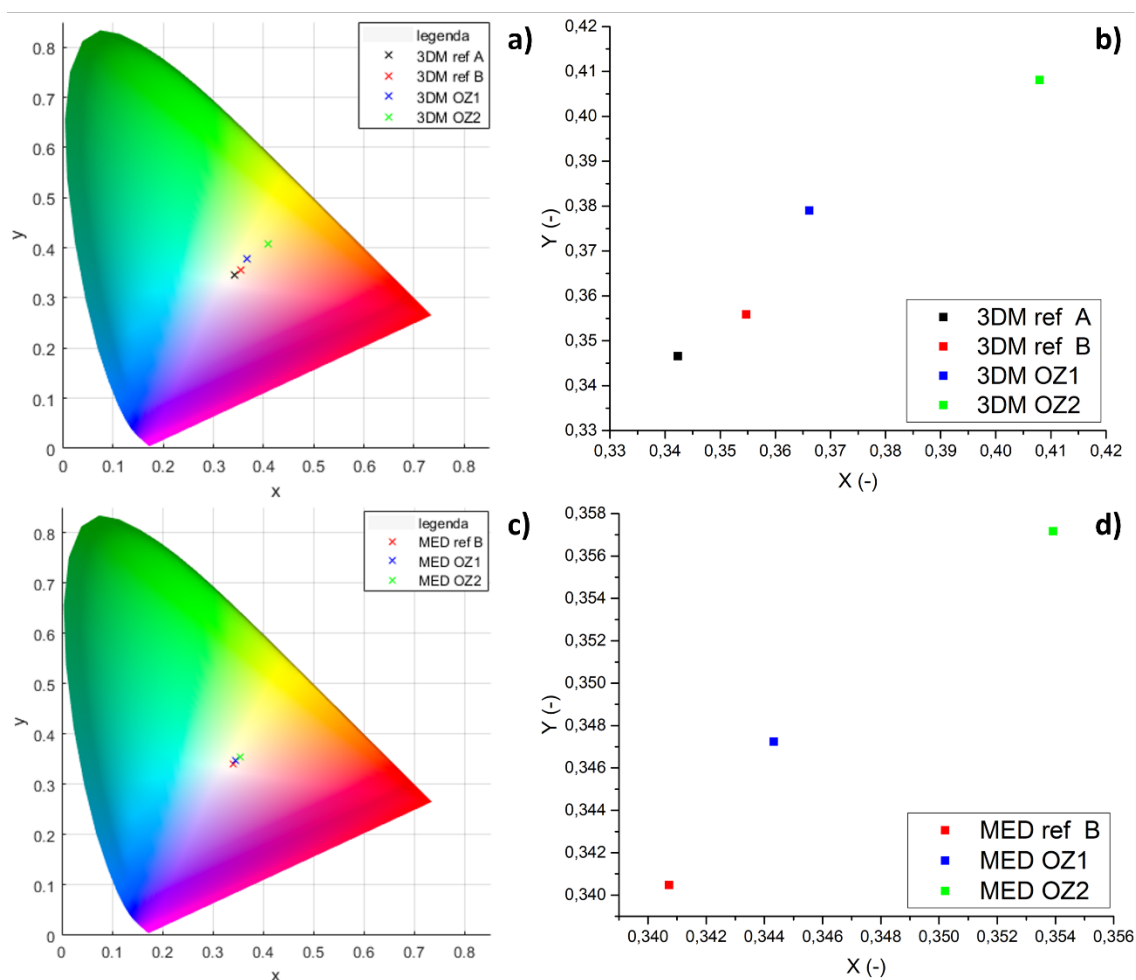 a)
legenda
3DM ref A
3DM ref B
3DM OZ1
3DM OZ2
0.8
0.7
0.6
0.5
0.4
0.3
0.2
0.1
0
y
0 0.1 0.2 0.3 0.4 0.5 0.6 0.7 0.8
x
b)
0,42
0,41
0,40
0,39
0,38
0,37
0,36
0,35
0,34
0,33
Y (-)
3DM ref A
3DM ref B
3DM OZ1
3DM OZ2
0,33 0,34 0,35 0,36 0,37 0,38 0,39 0,40 0,41 0,42
X (-)
c)
legenda
MED ref B
MED OZ1
MED OZ2
0.8
0.7
0.6
0.5
0.4
0.3
0.2
0.1
0
y
0 0.1 0.2 0.3 0.4 0.5 0.6 0.7 0.8
x
d)
0,358
0,356
0,354
0,352
0,350
0,348
0,346
0,344
0,342
0,340
Y (-)
MED ref B
MED OZ1
MED OZ2
0,340 0,342 0,344 0,346 0,348 0,350 0,352 0,354 0,356
X (-)